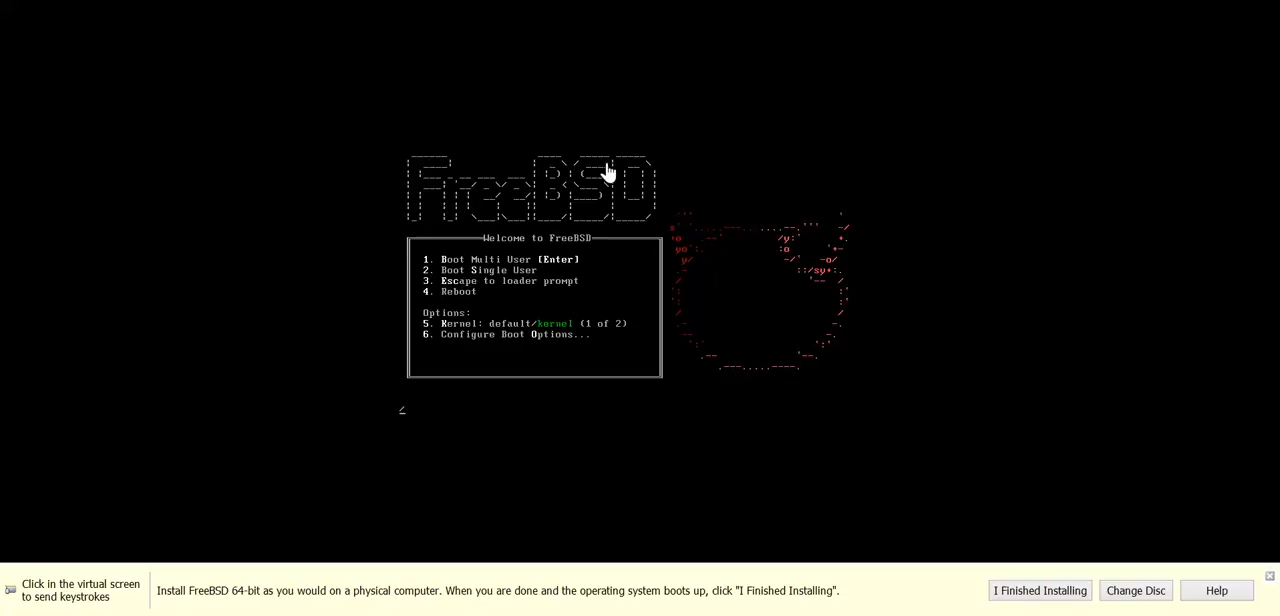 FreeBSD
Welcome to FreeBSD
1. Boot Multi User [Enter]
2. Boot Single User
3. Escape to loader prompt
4. Reboot
Options:
5. Kernel: default/kernel (1 of 2)
6. Configure Boot Options...
/
Click in the virtual screen
to send keystrokes
Install FreeBSD 64-bit as you would on a physical computer. When you are done and the operating system boots up, click "I Finished Installing".
I Finished Installing
Change Disc
Help